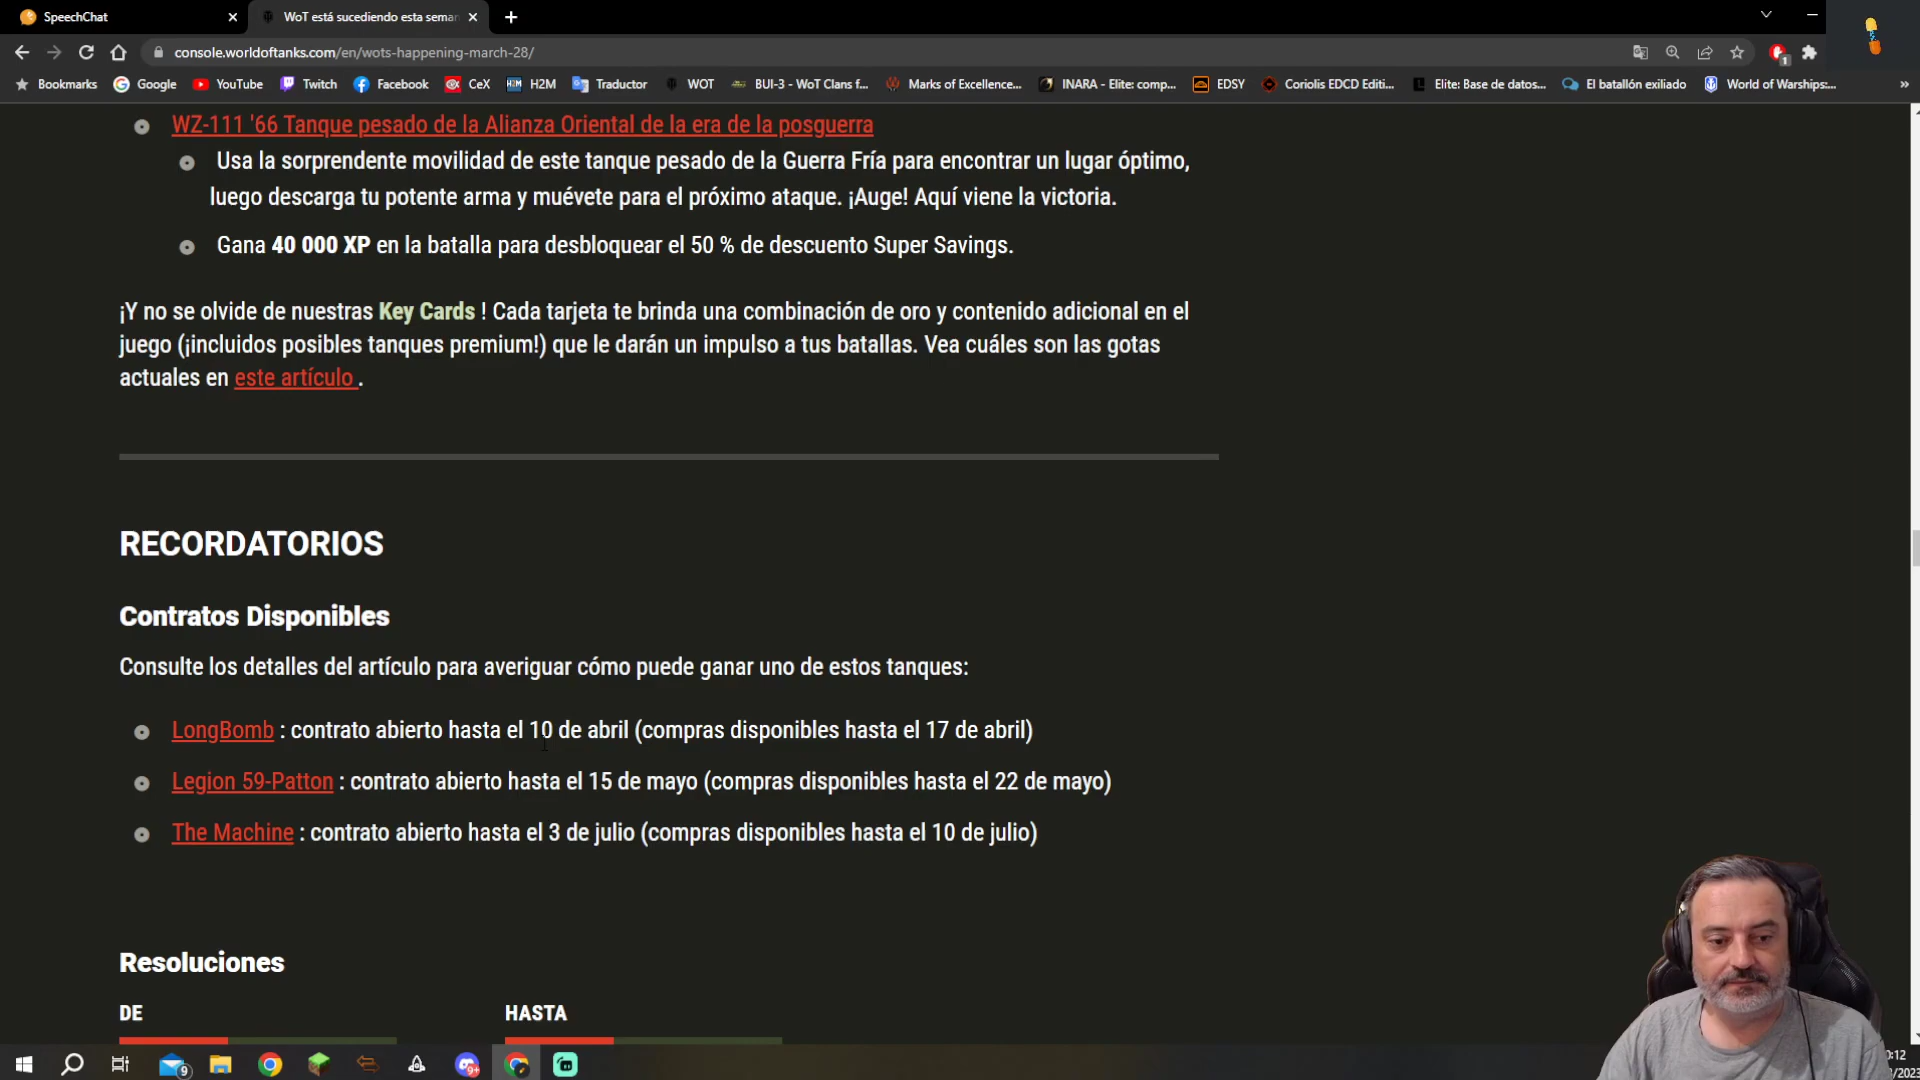 SpeechChat
WoT está sucediendo esta seman
console.worldoftanks.com/en/wots-happening-march-28/
1
Bookmarks Google YouTube Twitch Facebook CeX H2M Traductor WOT BUI-3 - WoT Clans f... Marks of Excellence... INARA - Elite: comp... EDSY Coriolis EDCD Editi... Elite: Base de datos... El batallón exiliado World of Warships:... »
WZ-111 '66 Tanque pesado de la Alianza Oriental de la era de la posguerra
Usa la sorprendente movilidad de este tanque pesado de la Guerra Fría para encontrar un lugar óptimo,
luego descarga tu potente arma y muévete para el próximo ataque. ¡Auge! Aquí viene la victoria.
Gana 40 000 XP en la batalla para desbloquear el 50 % de descuento Super Savings.
¡Y no se olvide de nuestras Key Cards ! Cada tarjeta te brinda una combinación de oro y contenido adicional en el
juego (¡incluidos posibles tanques premium!) que le darán un impulso a tus batallas. Vea cuáles son las gotas
actuales en este artículo .
RECORDATORIOS
Contratos Disponibles
Consulte los detalles del artículo para averiguar cómo puede ganar uno de estos tanques:
LongBomb : contrato abierto hasta el 10 de abril (compras disponibles hasta el 17 de abril)
Legion 59-Patton : contrato abierto hasta el 15 de mayo (compras disponibles hasta el 22 de mayo)
The Machine : contrato abierto hasta el 3 de julio (compras disponibles hasta el 10 de julio)
Resoluciones
DE HASTA
9 9+